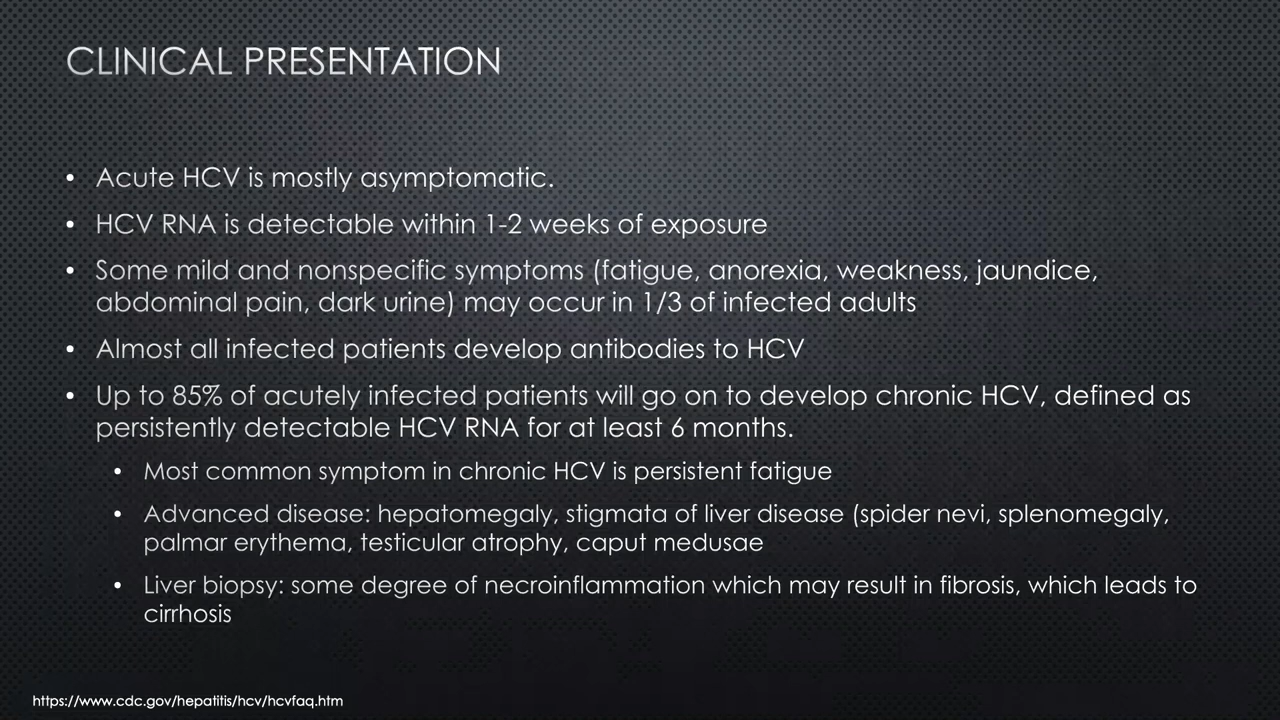 CLINICAL PRESENTATION
• Acute HCV is mostly asymptomatic.
• HCV RNA is detectable within 1-2 weeks of exposure
• Some mild and nonspecific symptoms (fatigue, anorexia, weakness, jaundice,
abdominal pain, dark urine) may occur in 1/3 of infected adults
• Almost all infected patients develop antibodies to HCV
• Up to 85% of acutely infected patients will go on to develop chronic HCV, defined as
persistently detectable HCV RNA for at least 6 months.
• Most common symptom in chronic HCV is persistent fatigue
• Advanced disease: hepatomegaly, stigmata of liver disease (spider nevi, splenomegaly,
palmar erythema, testicular atrophy, caput medusae
• Liver biopsy: some degree of necroinflammation which may result in fibrosis, which leads to
cirrhosis
https://www.cdc.gov/hepatitis/hcv/hcvfaq.htm